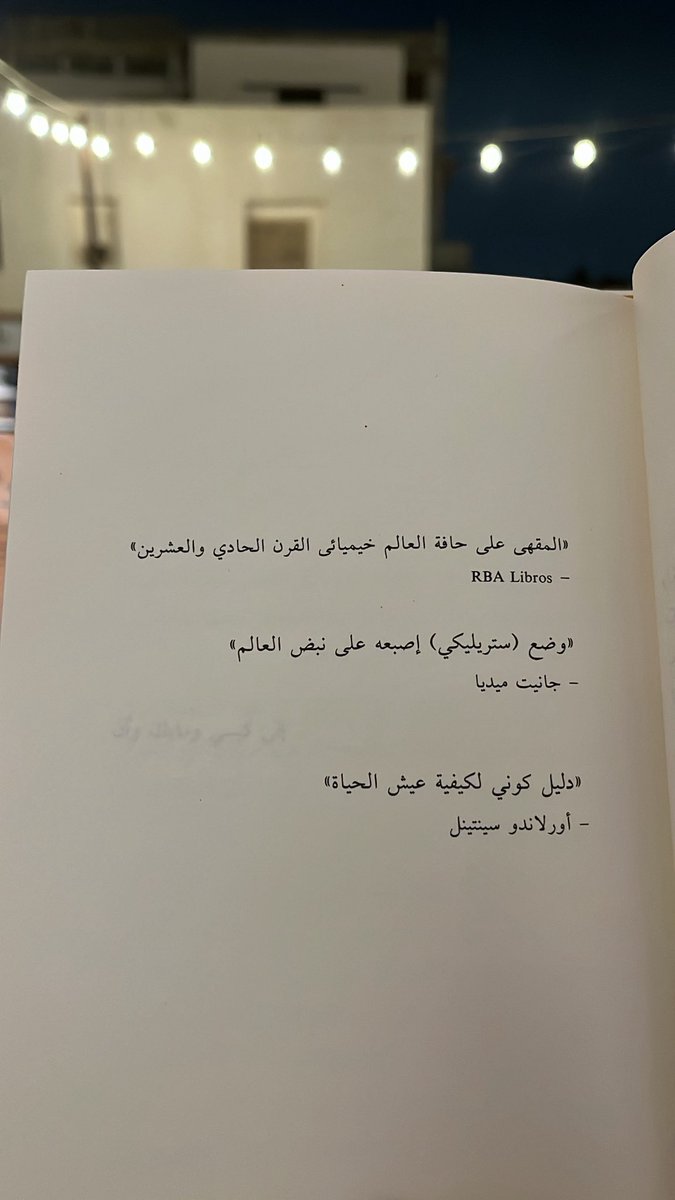 «المقهى على حافة العالم خيميائى القرن الحادي والعشرين»
– RBA Libros
«وضع (ستريليكي) إصبعه على نبض العالم»
– جانيت ميديا
«دليل كوني لكيفية عيش الحياة»
– أورلاندو سينتينل